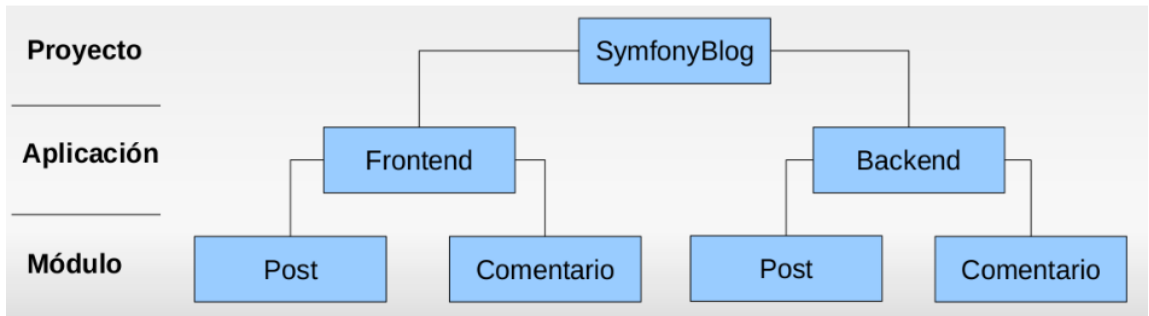 Proyecto
SymfonyBlog
Aplicación
Frontend
Backend
Módulo
Post
Comentario
Post
Comentario